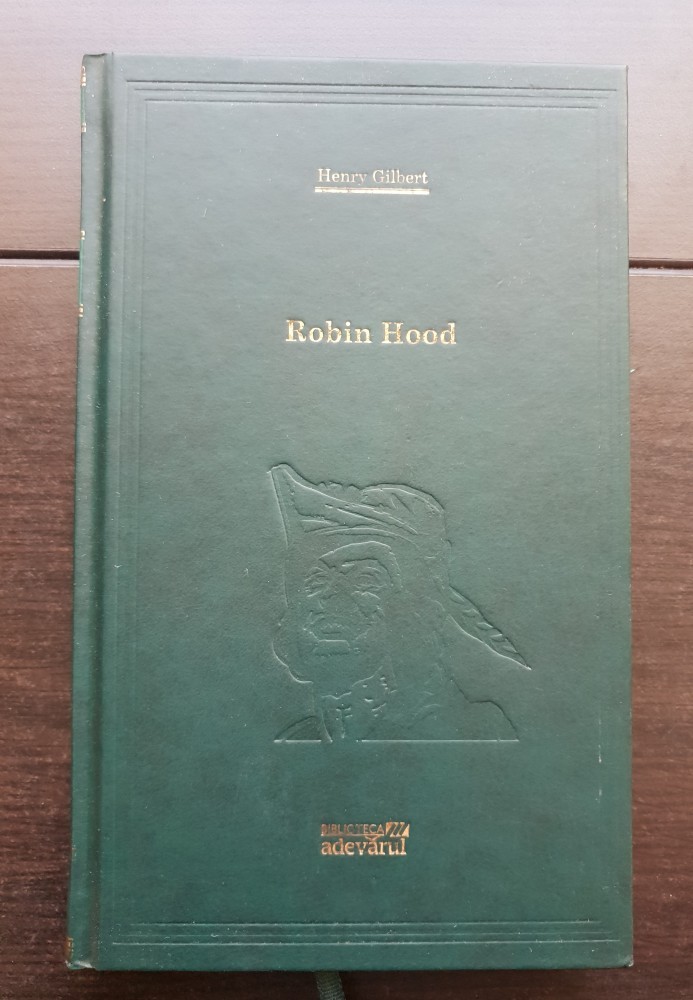 Henry Gilbert
Robin Hood
BIBLIOTECA
adevărul